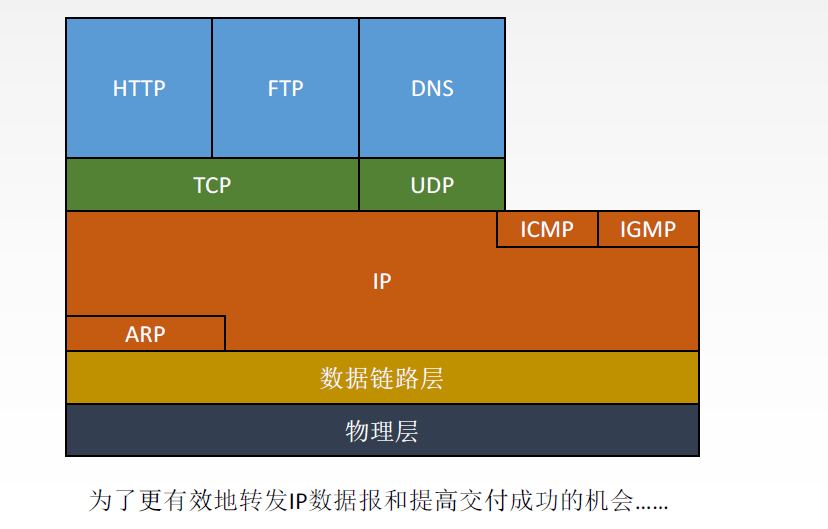 HTTP FTP DNS
TCP UDP
ICMP IGMP
IP
ARP
数据链路层
物理层
为了更有效地转发IP数据报和提高交付成功的机会……